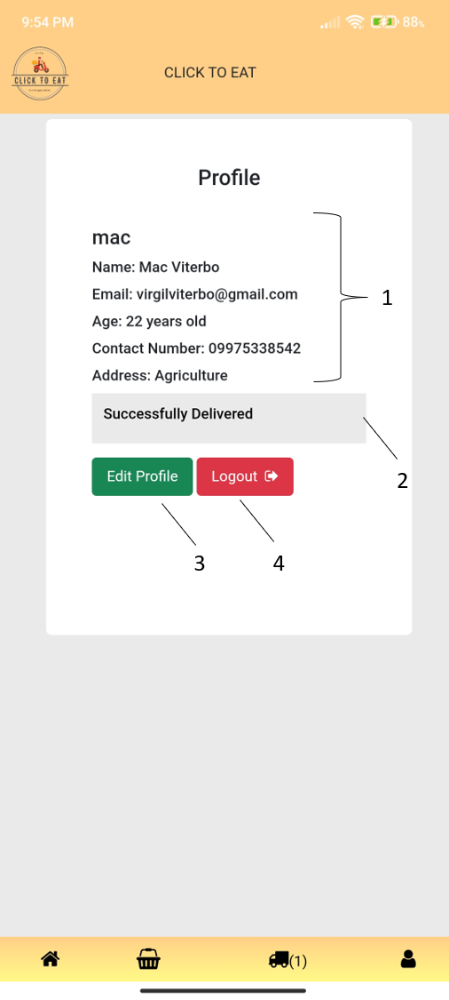 9:54 PM
88%
CLICK TO EAT
CLICK TO EAT
Profile
mac
Name: Mac Viterbo
Email: virgilviterbo@gmail.com
Age: 22 years old
Contact Number: 09975338542
Address: Agriculture
1
Successfully Delivered
2
Edit Profile
Logout
3
4
(1)